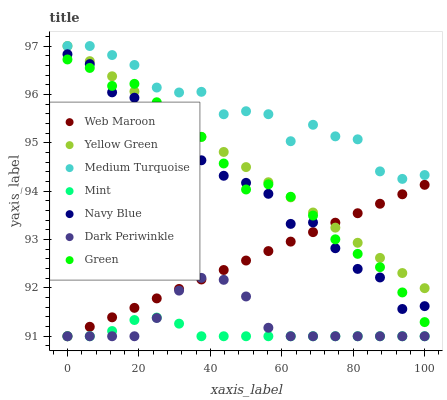 title
97
96
95
94
93
92
91
yaxis_label
Web Maroon
Yellow Green
Medium Turquoise
Mint
Navy Blue
Dark Periwinkle
Green
0
20
40
60
80
100
xaxis_label